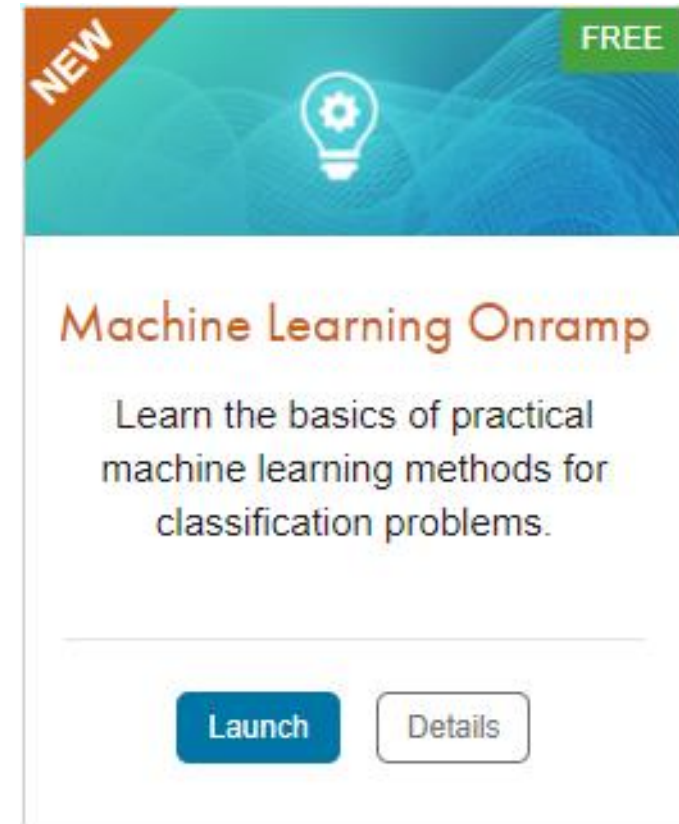 NEW
FREE
Machine Learning Onramp
Learn the basics of practical
machine learning methods for
classification problems.
Launch
Details